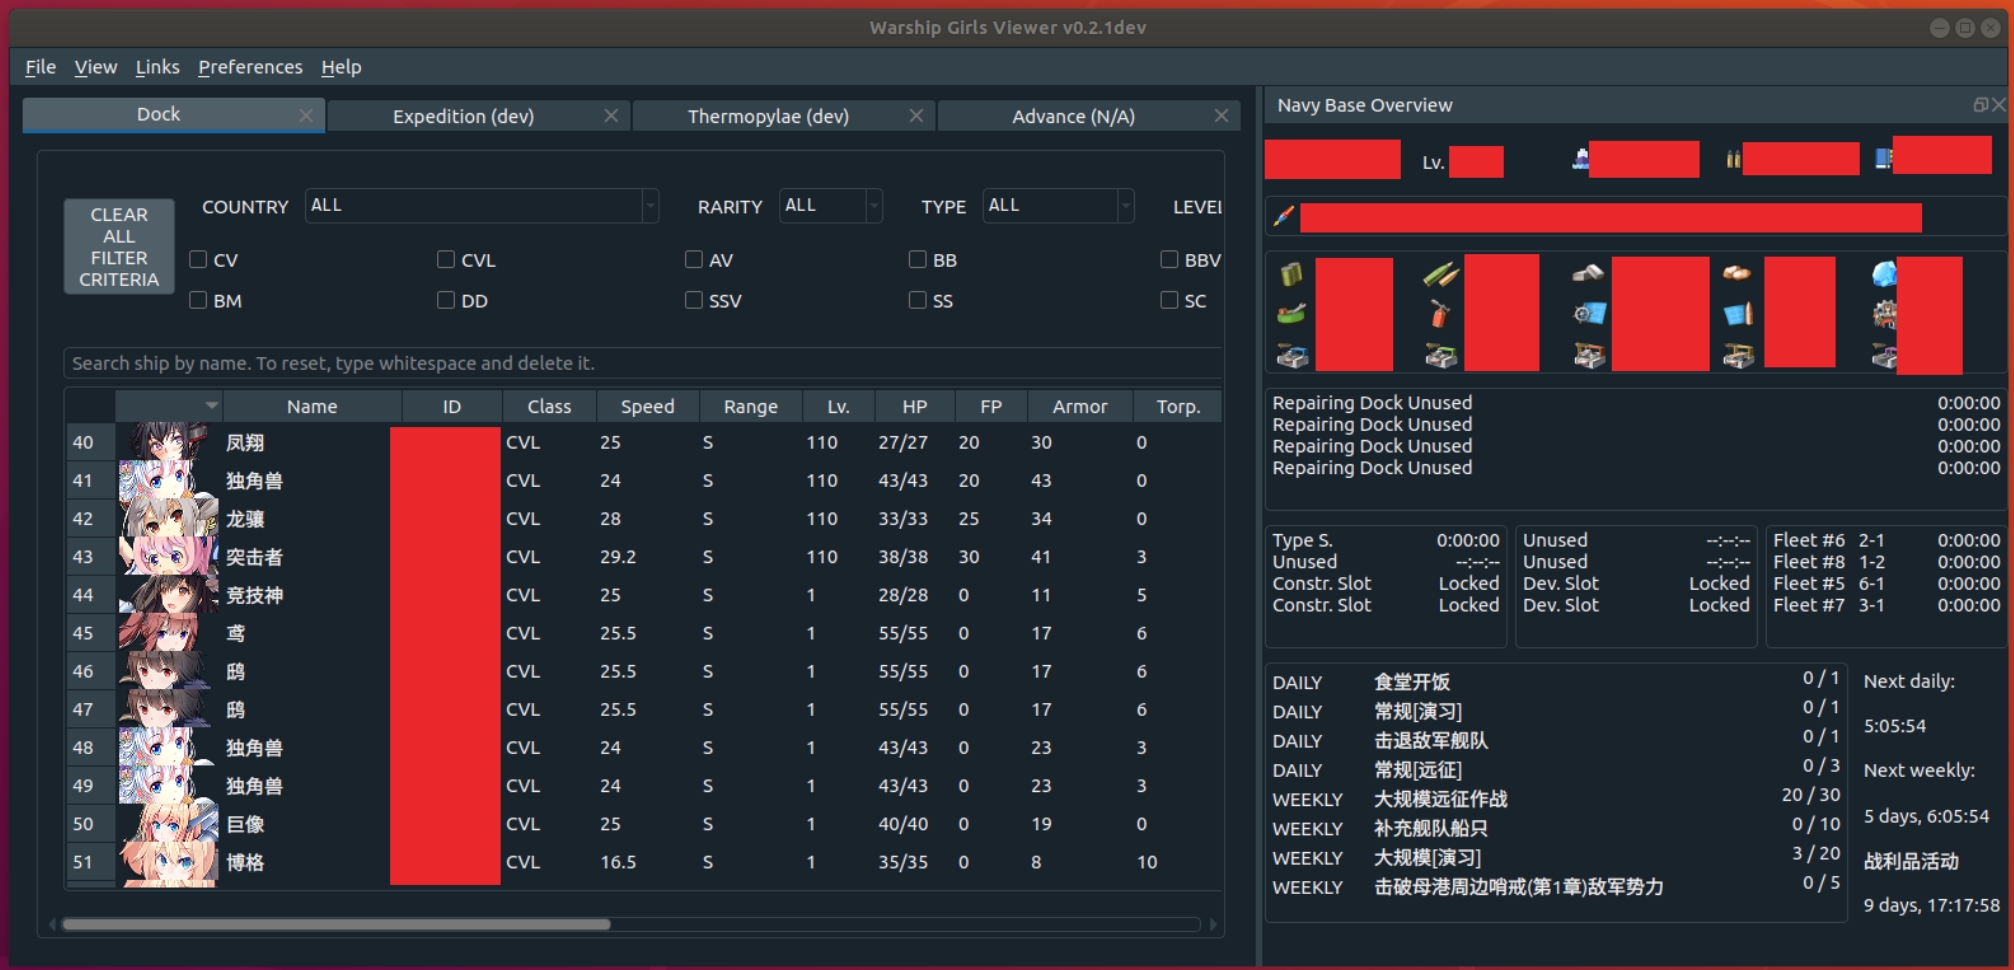 Warship Girls Viewer v0.2.1dev
File View Links Preferences Help
Dock Expedition (dev) Thermopylae (dev) Advance (N/A)
CLEAR
ALL
FILTER
CRITERIA
COUNTRY ALL RARITY ALL TYPE ALL LEVEL
CV CVL AV BB BBV
BM DD SSV SS SC
Search ship by name. To reset, type whitespace and delete it.
Name ID Class Speed Range Lv. HP FP Armor Torp.
40 凤翔 CVL 25 S 110 27/27 20 30 0
41 独角兽 CVL 24 S 110 43/43 20 43 0
42 龙骧 CVL 28 S 110 33/33 25 34 0
43 突击者 CVL 29.2 S 110 38/38 30 41 3
44 竞技神 CVL 25 S 1 28/28 0 11 5
45 鸢 CVL 25.5 S 1 55/55 0 17 6
46 鸱 CVL 25.5 S 1 55/55 0 17 6
47 鸱 CVL 25.5 S 1 55/55 0 17 6
48 独角兽 CVL 24 S 1 43/43 0 23 3
49 独角兽 CVL 24 S 1 43/43 0 23 3
50 巨像 CVL 25 S 1 40/40 0 19 0
51 博格 CVL 16.5 S 1 35/35 0 8 10
Navy Base Overview
Lv.
Repairing Dock Unused 0:00:00
Repairing Dock Unused 0:00:00
Repairing Dock Unused 0:00:00
Repairing Dock Unused 0:00:00
Type S. 0:00:00
Unused --:--:--
Constr. Slot Locked
Constr. Slot Locked
Unused --:--:--
Unused --:--:--
Dev. Slot Locked
Dev. Slot Locked
Fleet #6 2-1 0:00:00
Fleet #8 1-2 0:00:00
Fleet #5 6-1 0:00:00
Fleet #7 3-1 0:00:00
DAILY 食堂开饭 0 / 1
DAILY 常规[演习] 0 / 1
DAILY 击退敌军舰队 0 / 1
DAILY 常规[远征] 0 / 3
WEEKLY 大规模远征作战 20 / 30
WEEKLY 补充舰队船只 0 / 10
WEEKLY 大规模[演习] 3 / 20
WEEKLY 击破母港周边哨戒(第1章)敌军势力 0 / 5
Next daily:
5:05:54
Next weekly:
5 days, 6:05:54
战利品活动
9 days, 17:17:58